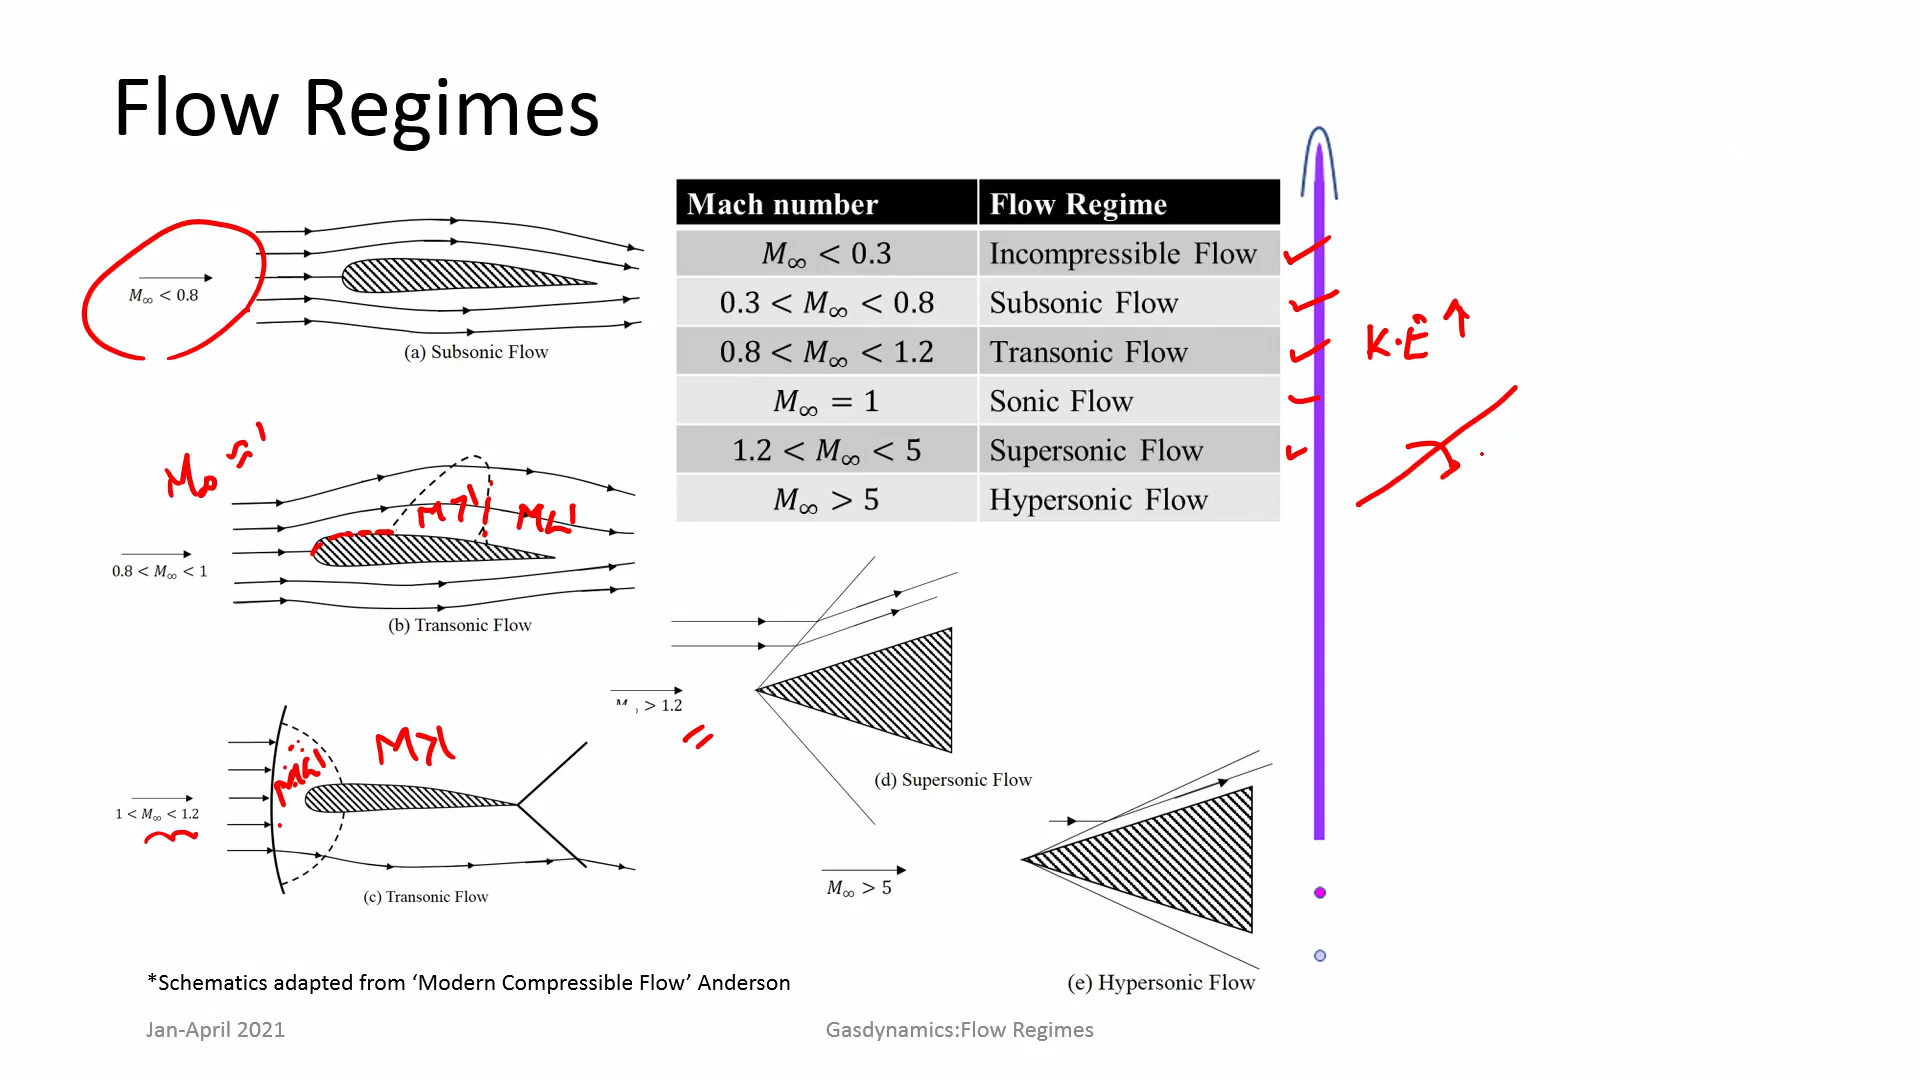 Flow Regimes
Mach number Flow Regime
M∞ < 0.3 Incompressible Flow
0.3 < M∞ < 0.8 Subsonic Flow
0.8 < M∞ < 1.2 Transonic Flow
M∞ = 1 Sonic Flow
1.2 < M∞ < 5 Supersonic Flow
M∞ > 5 Hypersonic Flow
K.E ↑
M∞ < 0.8
(a) Subsonic Flow
M∞ ≈ 1
M>1 M<1
0.8 < M∞ < 1
(b) Transonic Flow
> 1.2
(d) Supersonic Flow
M>1
M<1
1 < M∞ < 1.2
(c) Transonic Flow
M∞ > 5
(e) Hypersonic Flow
*Schematics adapted from ‘Modern Compressible Flow’ Anderson
Jan-April 2021
Gasdynamics:Flow Regimes